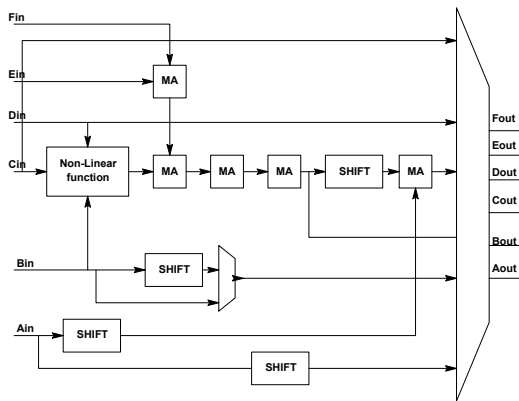 Fin
Ein
MA
Din
Fout
Eout
Cin
Non-Linear
function
MA
MA
MA
SHIFT
MA
Dout
Cout
Bout
Bin
SHIFT
Aout
Ain
SHIFT
SHIFT